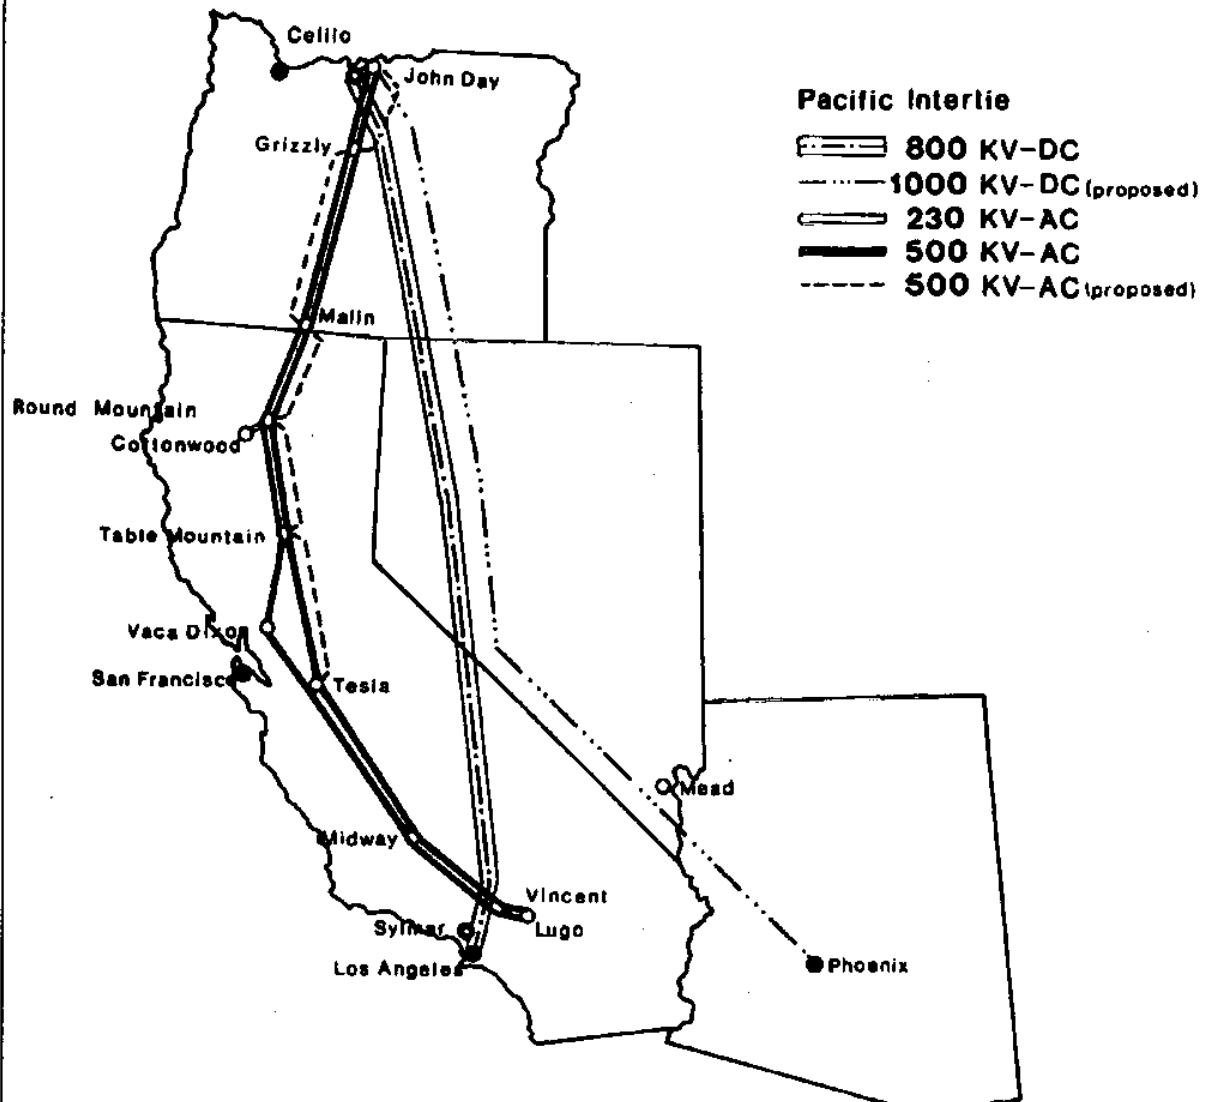 Celilo
John Day
Pacific Intertie
800 KV-DC
Grizzly
1000 KV-DC (proposed)
230 KV-AC
500 KV-AC
500 KV-AC (proposed)
Malin
Round Mountain
Cottonwood
Table Mountain
Vaca Dixon
San Francisco
Tesla
Mead
Midway
Vincent
Sylmar
Lugo
Los Angeles
Phoenix